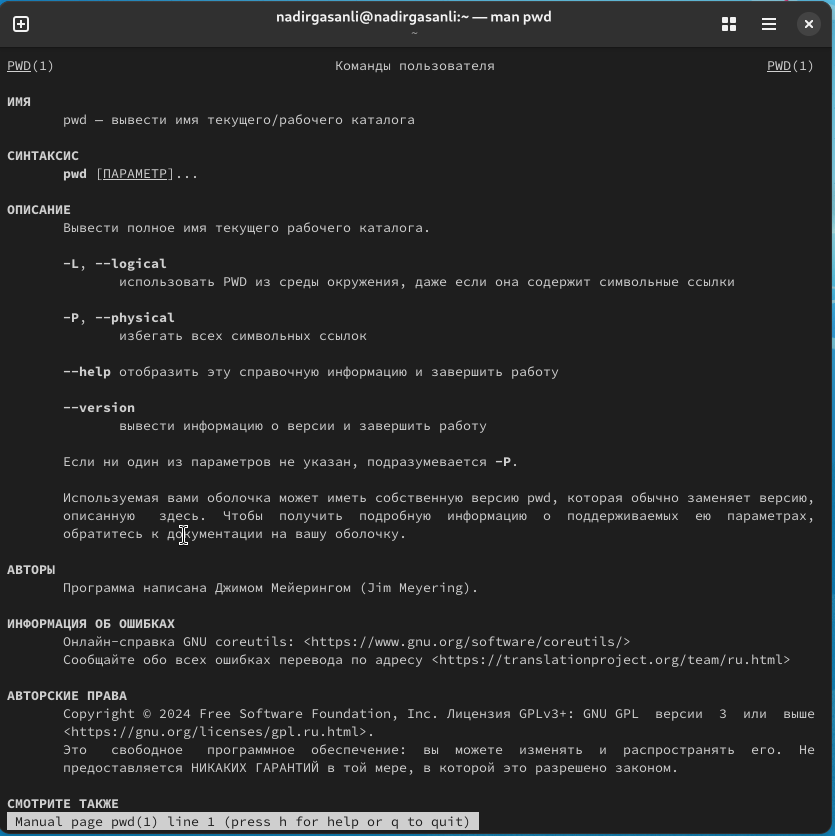 nadirgasanli@nadirgasanli:~ — man pwd
~
PWD(1) Команды пользователя PWD(1)
ИМЯ
pwd — вывести имя текущего/рабочего каталога
СИНТАКСИС
pwd [ПАРАМЕТР]...
ОПИСАНИЕ
Вывести полное имя текущего рабочего каталога.
-L, --logical
использовать PWD из среды окружения, даже если она содержит символьные ссылки
-P, --physical
избегать всех символьных ссылок
--help отобразить эту справочную информацию и завершить работу
--version
вывести информацию о версии и завершить работу
Если ни один из параметров не указан, подразумевается -P.
Используемая вами оболочка может иметь собственную версию pwd, которая обычно заменяет версию,
описанную здесь. Чтобы получить подробную информацию о поддерживаемых ею параметрах,
обратитесь к документации на вашу оболочку.
АВТОРЫ
Программа написана Джимом Мейерингом (Jim Meyering).
ИНФОРМАЦИЯ ОБ ОШИБКАХ
Онлайн-справка GNU coreutils: <https://www.gnu.org/software/coreutils/>
Сообщайте обо всех ошибках перевода по адресу <https://translationproject.org/team/ru.html>
АВТОРСКИЕ ПРАВА
Copyright © 2024 Free Software Foundation, Inc. Лицензия GPLv3+: GNU GPL версии 3 или выше
<https://gnu.org/licenses/gpl.ru.html>.
Это свободное программное обеспечение: вы можете изменять и распространять его. Не
предоставляется НИКАКИХ ГАРАНТИЙ в той мере, в которой это разрешено законом.
СМОТРИТЕ ТАКЖЕ
Manual page pwd(1) line 1 (press h for help or q to quit)